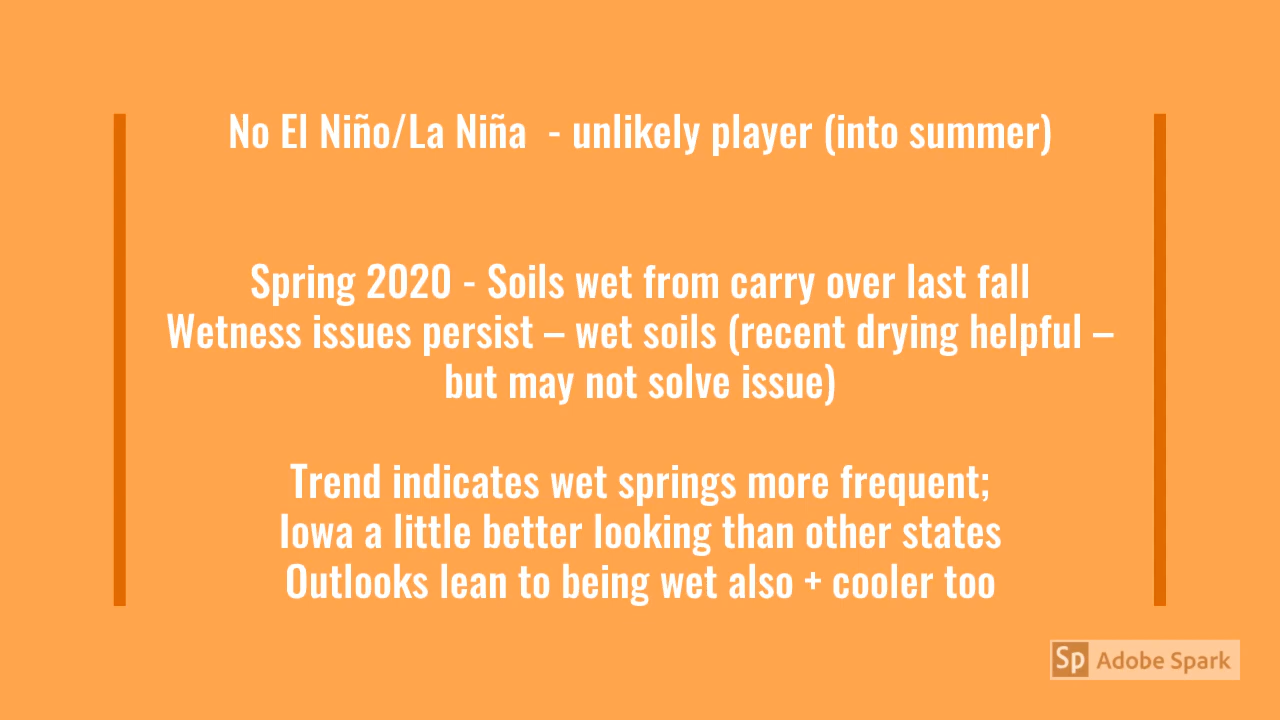 No El Niño/La Niña  - unlikely player (into summer)
Spring 2020 - Soils wet from carry over last fall
Wetness issues persist – wet soils (recent drying helpful –
but may not solve issue)
Trend indicates wet springs more frequent;
Iowa a little better looking than other states
Outlooks lean to being wet also + cooler too
Sp Adobe Spark